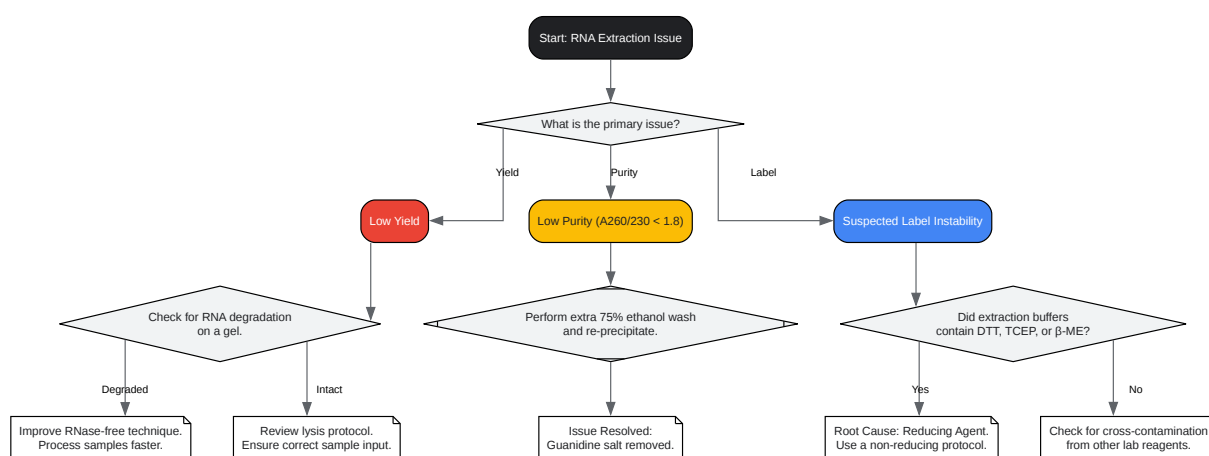 Start: RNA Extraction Issue
What is the primary issue?
Yield
Purity
Label
Low Yield
Low Purity (A260/230 < 1.8)
Suspected Label Instability
Check for RNA degradation
on a gel.
Perform extra 75% ethanol wash
and re-precipitate.
Did extraction buffers
contain DTT, TCEP, or β-ME?
Degraded
Intact
Yes
No
Improve RNase-free technique.
Process samples faster.
Review lysis protocol.
Ensure correct sample input.
Issue Resolved:
Guanidine salt removed.
Root Cause: Reducing Agent.
Use a non-reducing protocol.
Check for cross-contamination
from other lab reagents.